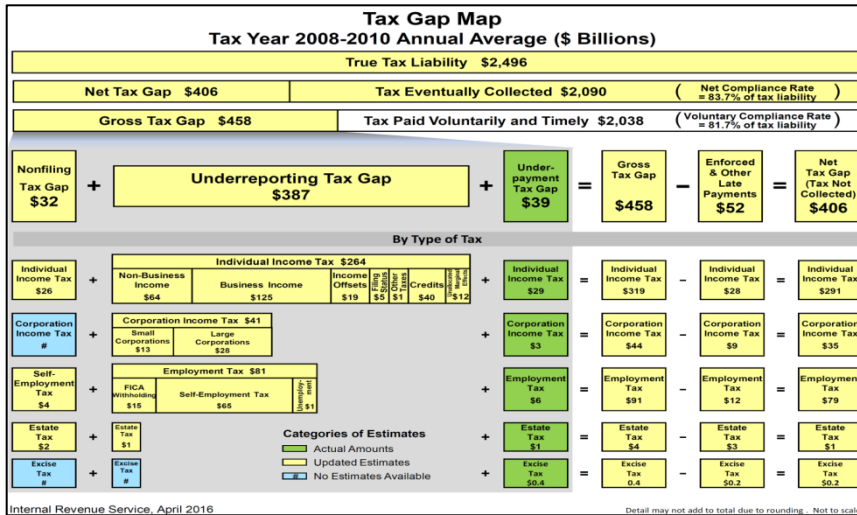 Tax Gap Map
Tax Year 2008-2010 Annual Average ($ Billions)
True Tax Liability $2,496
Net Tax Gap $406
Tax Eventually Collected $2,090
( Net Compliance Rate
= 83.7% of tax liability )
Gross Tax Gap $458
Tax Paid Voluntarily and Timely $2,038
( Voluntary Compliance Rate
= 81.7% of tax liability )
Nonfiling
Tax Gap
$32
+
Underreporting Tax Gap
$387
+
Under-
payment
Tax Gap
$39
=
Gross
Tax Gap
$458
–
Enforced
& Other
Late
Payments
$52
=
Net
Tax Gap
(Tax Not
Collected)
$406
By Type of Tax
Individual
Income Tax
$26
+
Individual Income Tax $264
Non-Business
Income
$64
Business Income
$125
Income
Offsets
$19
Filing
Status
$5
Other
Taxes
$1
Credits
$40
Unallocated
Marginal
Effects
$12
+
Individual
Income Tax
$29
=
Individual
Income Tax
$319
–
Individual
Income Tax
$28
=
Individual
Income Tax
$291
Corporation
Income Tax
#
+
Corporation Income Tax $41
Small
Corporations
$13
Large
Corporations
$28
+
Corporation
Income Tax
$3
=
Corporation
Income Tax
$44
–
Corporation
Income Tax
$9
=
Corporation
Income Tax
$35
Self-
Employment
Tax
$4
+
Employment Tax $81
FICA
Withholding
$15
Self-Employment Tax
$65
Unemploy-
ment
$1
+
Employment
Tax
$6
=
Employment
Tax
$91
–
Employment
Tax
$12
=
Employment
Tax
$79
Estate
Tax
$2
+
Estate
Tax
$1
+
Estate
Tax
$1
=
Estate
Tax
$4
–
Estate
Tax
$3
=
Estate
Tax
$1
Excise
Tax
#
+
Excise
Tax
#
+
Excise
Tax
$0.4
=
Excise
Tax
0.4
–
Excise
Tax
$0.2
=
Excise
Tax
$0.2
Categories of Estimates
Actual Amounts
Updated Estimates
# No Estimates Available
Internal Revenue Service, April 2016
Detail may not add to total due to rounding . Not to scale